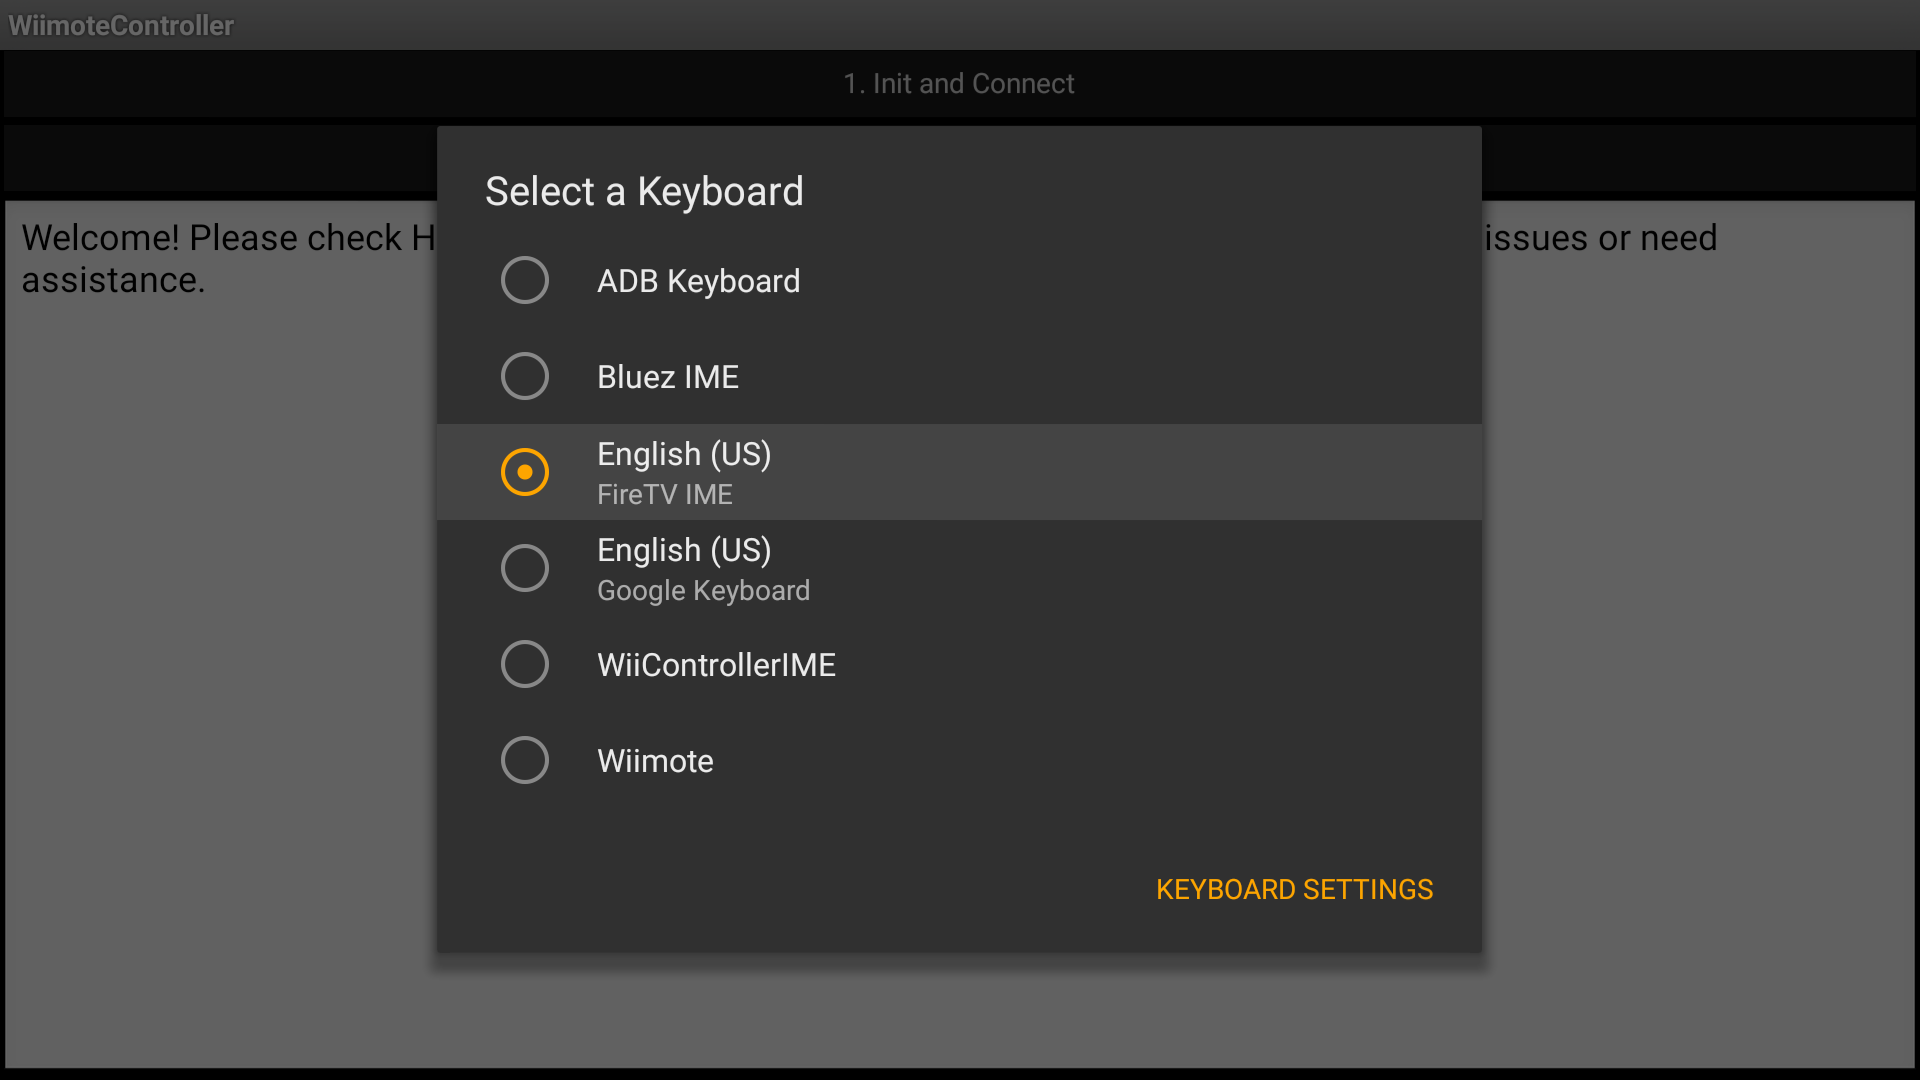 WiimoteController
1. Init and Connect
Welcome! Please check H
issues or need
assistance.
Select a Keyboard
ADB Keyboard
Bluez IME
English (US)
FireTV IME
English (US)
Google Keyboard
WiiControllerIME
Wiimote
KEYBOARD SETTINGS